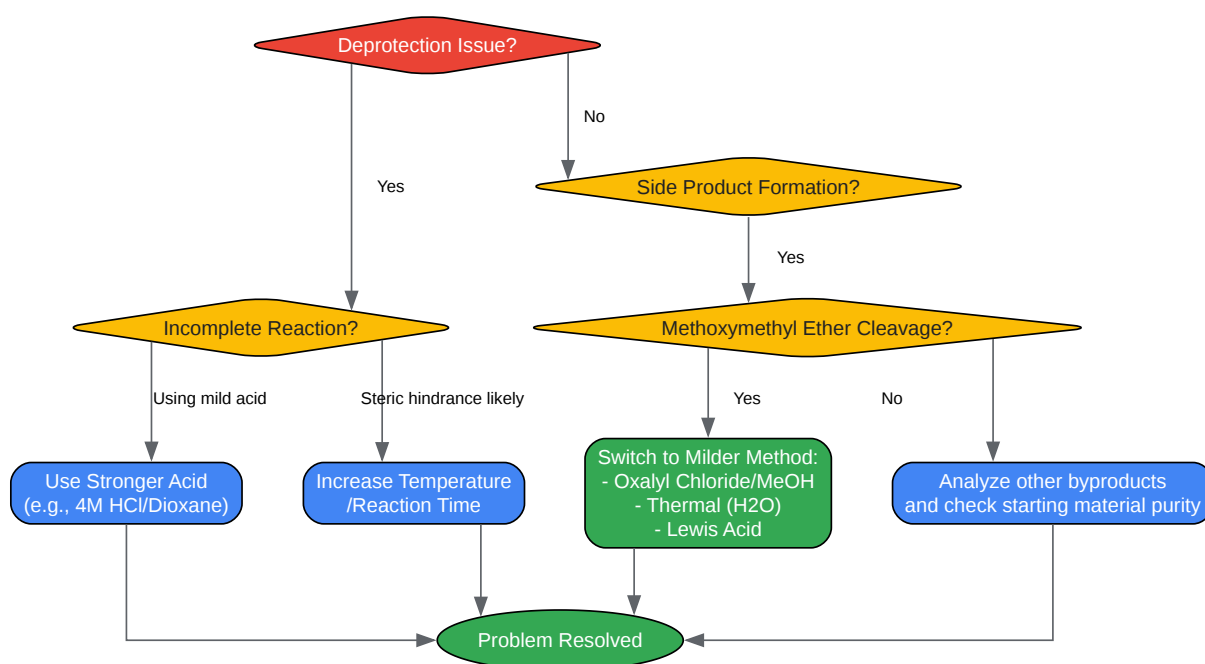 Deprotection Issue?
No
Yes
Side Product Formation?
Yes
Incomplete Reaction?
Methoxymethyl Ether Cleavage?
Using mild acid
Steric hindrance likely
Yes
No
Use Stronger Acid
(e.g., 4M HCl/Dioxane)
Increase Temperature
/Reaction Time
Switch to Milder Method:
- Oxalyl Chloride/MeOH
- Thermal (H2O)
- Lewis Acid
Analyze other byproducts
and check starting material purity
Problem Resolved